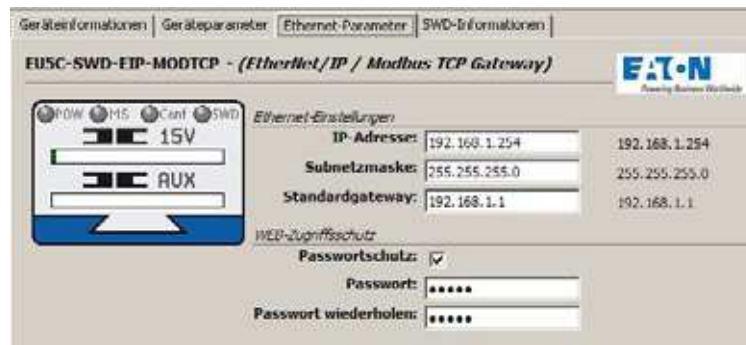 Geräteinformationen Geräteparameter Ethernet-Parameter SWD-Informationen
EU5C-SWD-EIP-MODTCP - (EtherNet/IP / Modbus TCP Gateway)
EATON
Powering Business Worldwide
POW MS Conf SWD
15V
AUX
Ethernet-Einstellungen
IP-Adresse: 192.168.1.254 192.168.1.254
Subnetzmaske: 255.255.255.0 255.255.255.0
Standardgateway: 192.168.1.1 192.168.1.1
WEB-Zugriffsschutz
Passwortschutz:
Passwort: •••••
Passwort wiederholen: •••••